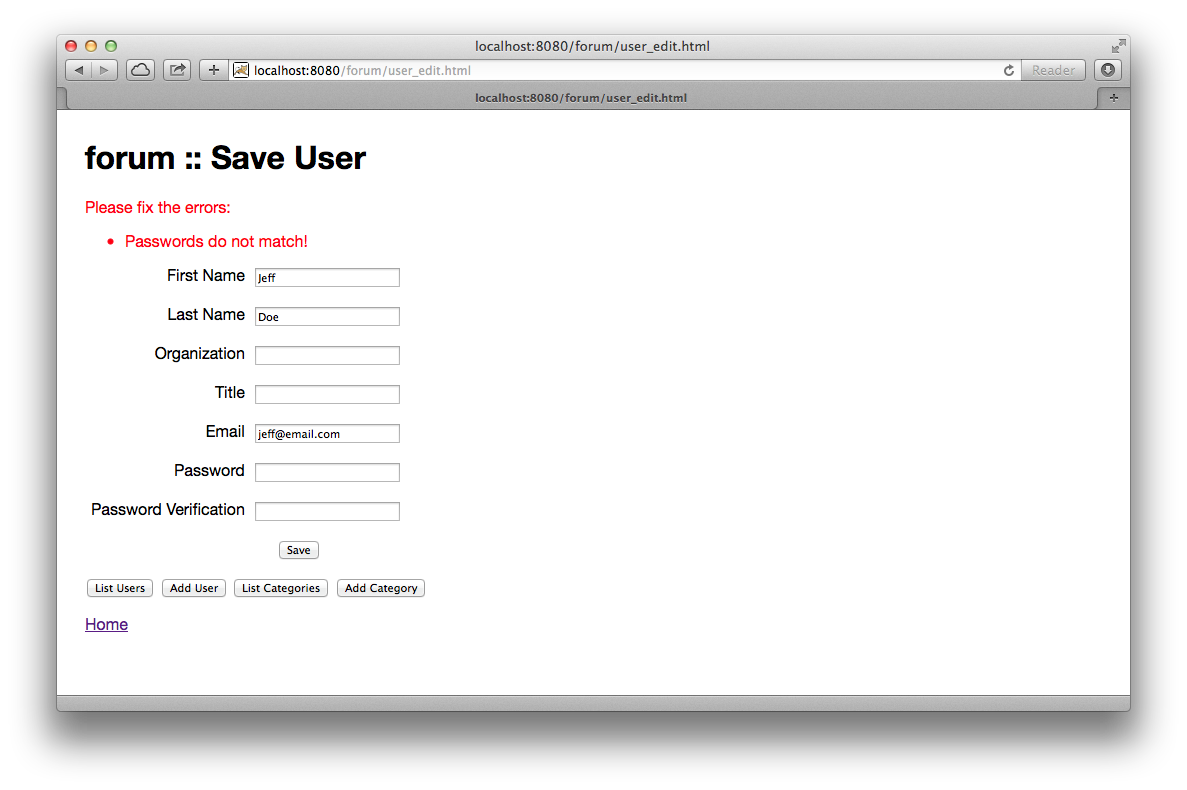 localhost:8080/forum/user_edit.html
localhost:8080/forum/user_edit.html Reader
localhost:8080/forum/user_edit.html
forum :: Save User
Please fix the errors:
• Passwords do not match!
First Name Jeff
Last Name Doe
Organization
Title
Email jeff@email.com
Password
Password Verification
Save
List Users Add User List Categories Add Category
Home